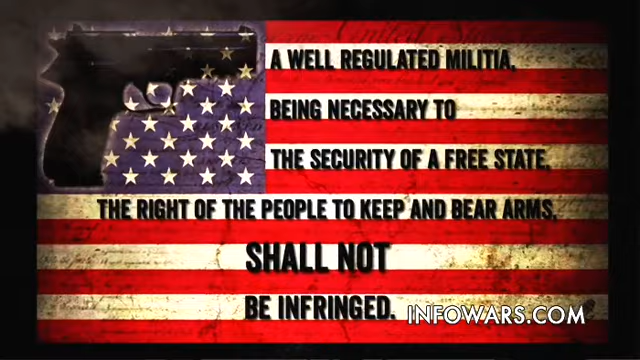 A WELL REGULATED MILITIA,
BEING NECESSARY TO
THE SECURITY OF A FREE STATE,
THE RIGHT OF THE PEOPLE TO KEEP AND BEAR ARMS,
SHALL NOT
BE INFRINGED.
INFOWARS.COM